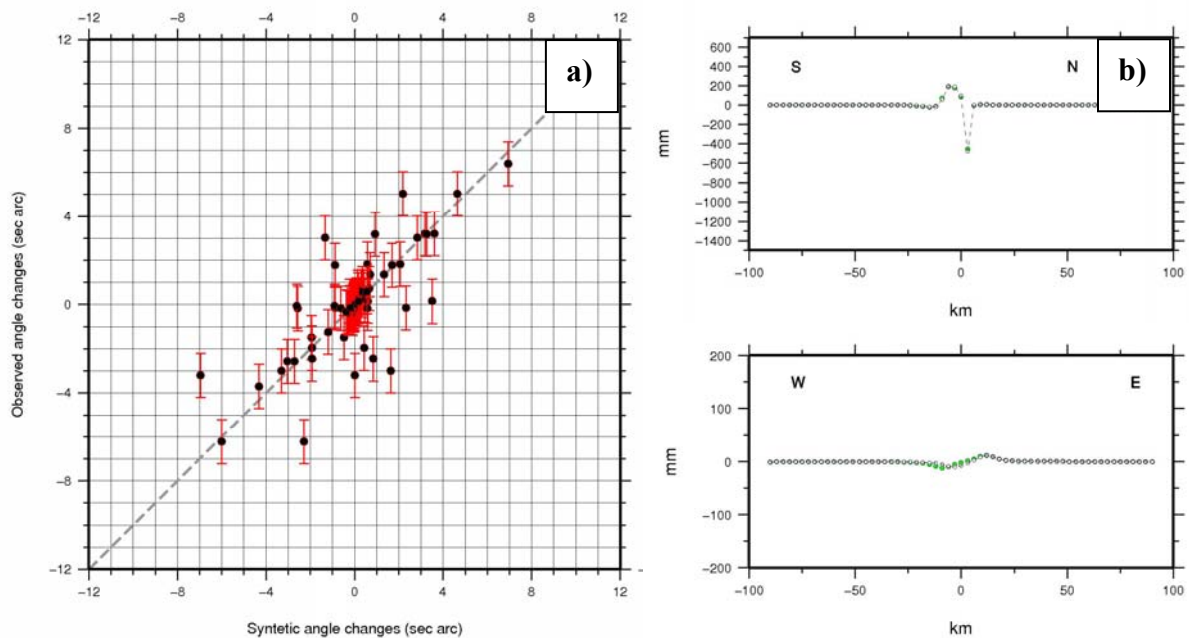 -12 -8 -4 0 4 8 12
12
8
4
0
-4
-8
-12
-12 -8 -4 0 4 8 12
Observed angle changes (sec arc)
Syntetic angle changes (sec arc)
a)
600
400
200
0
-200
-400
-600
-800
-1000
-1200
-1400
mm
S N
b)
-100 -50 0 50 100
km
200
100
0
-100
-200
mm
W E
-100 -50 0 50 100
km